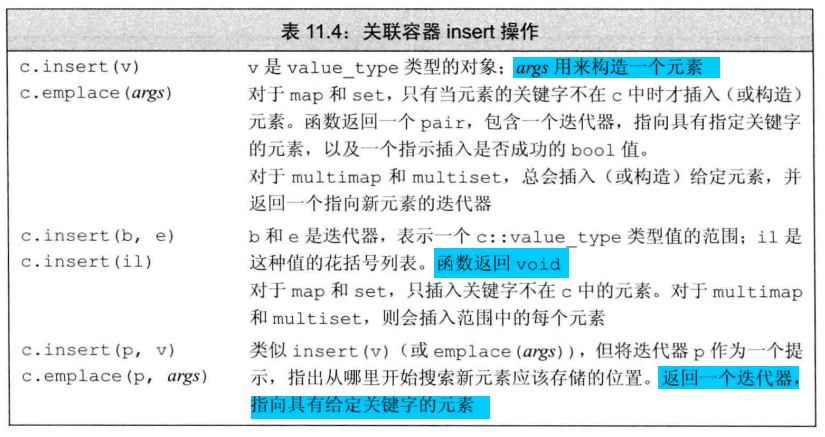 表 11.4：关联容器 insert 操作
c.insert(v) v 是 value_type 类型的对象；args 用来构造一个元素
c.emplace(args) 对于 map 和 set，只有当元素的关键字不在 c 中时才插入（或构造）
元素。函数返回一个 pair，包含一个迭代器，指向具有指定关键字
的元素，以及一个指示插入是否成功的 bool 值。
对于 multimap 和 multiset，总会插入（或构造）给定元素，并
返回一个指向新元素的迭代器
c.insert(b, e) b 和 e 是迭代器，表示一个 c::value_type 类型值的范围；il 是
c.insert(il) 这种值的花括号列表。函数返回 void
对于 map 和 set，只插入关键字不在 c 中的元素。对于 multimap
和 multiset，则会插入范围中的每个元素
c.insert(p, v) 类似 insert(v)（或 emplace(args)），但将迭代器 p 作为一个提
c.emplace(p, args) 示，指出从哪里开始搜索新元素应该存储的位置。返回一个迭代器，
指向具有给定关键字的元素